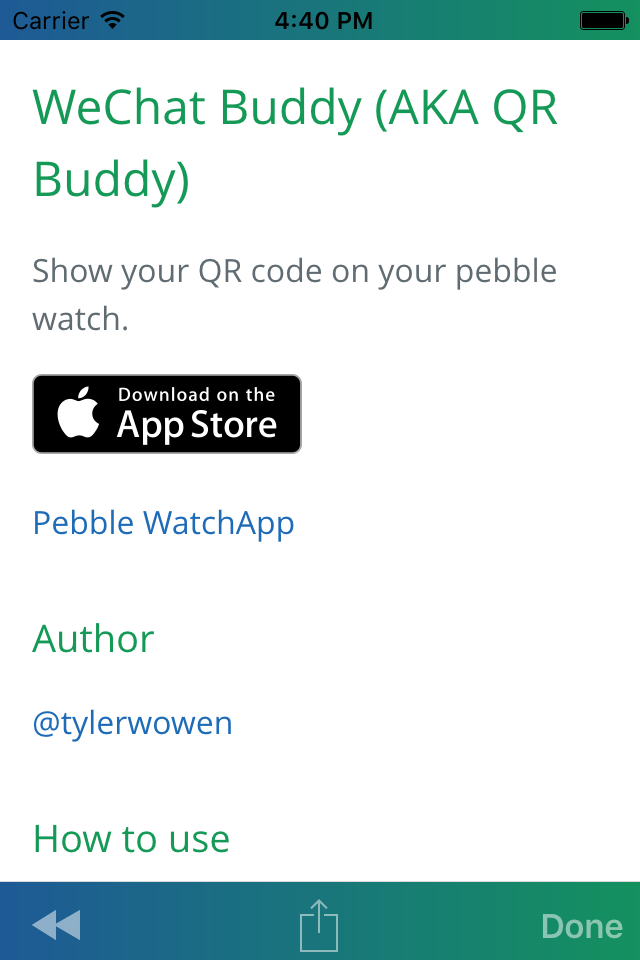 Carrier 4:40 PM
WeChat Buddy (AKA QR
Buddy)
Show your QR code on your pebble
watch.
Download on the
App Store
Pebble WatchApp
Author
@tylerwowen
How to use
Done